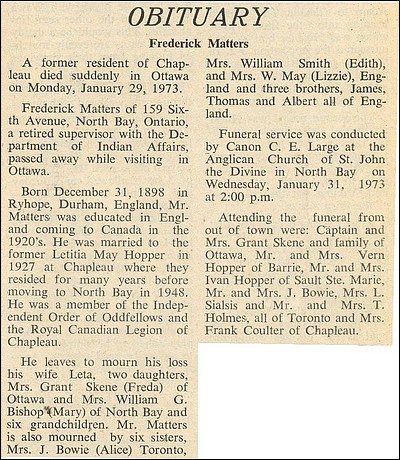 OBITUARY
Frederick Matters
A former resident of Chap-
leau died suddenly in Ottawa
on Monday, January 29, 1973.
Frederick Matters of 159 Six-
th Avenue, North Bay, Ontario,
a retired supervisor with the De-
partment of Indian Affairs,
passed away while visiting in
Ottawa.
Born December 31, 1898 in
Ryhope, Durham, England, Mr.
Matters was educated in Engl-
and coming to Canada in the
1920's. He was married to the
former Letitia May Hopper in
1927 at Chapleau where they
resided for many years before
moving to North Bay in 1948.
He was a member of the Indep-
endent Order of Oddfellows and
the Royal Canadian Legion of
Chapleau.
He leaves to mourn his loss
his wife Leta, two daughters,
Mrs. Grant Skene (Freda) of
Ottawa and Mrs. William G.
Bishop (Mary) of North Bay and
six grandchildren. Mr. Matters
is also mourned by six sisters,
Mrs. J. Bowie (Alice) Toronto,
Mrs. William Smith (Edith),
and Mrs. W. May (Lizzie), Eng-
land and three brothers, James,
Thomas and Albert all of Eng-
land.
Funeral service was conducted
by Canon C. E. Large at the
Anglican Church of St. John
the Divine in North Bay on
Wednesday, January 31, 1973
at 2:00 p.m.
Attending the funeral from
out of town were: Captain and
Mrs. Grant Skene and family of
Ottawa, Mr. and Mrs. Vern
Hopper of Barrie, Mr. and Mrs.
Ivan Hopper of Sault Ste. Marie,
Mr. and Mrs. J. Bowie, Mrs. L.
Sialsis and Mr. and Mrs. T.
Holmes, all of Toronto and Mrs.
Frank Coulter of Chapleau.